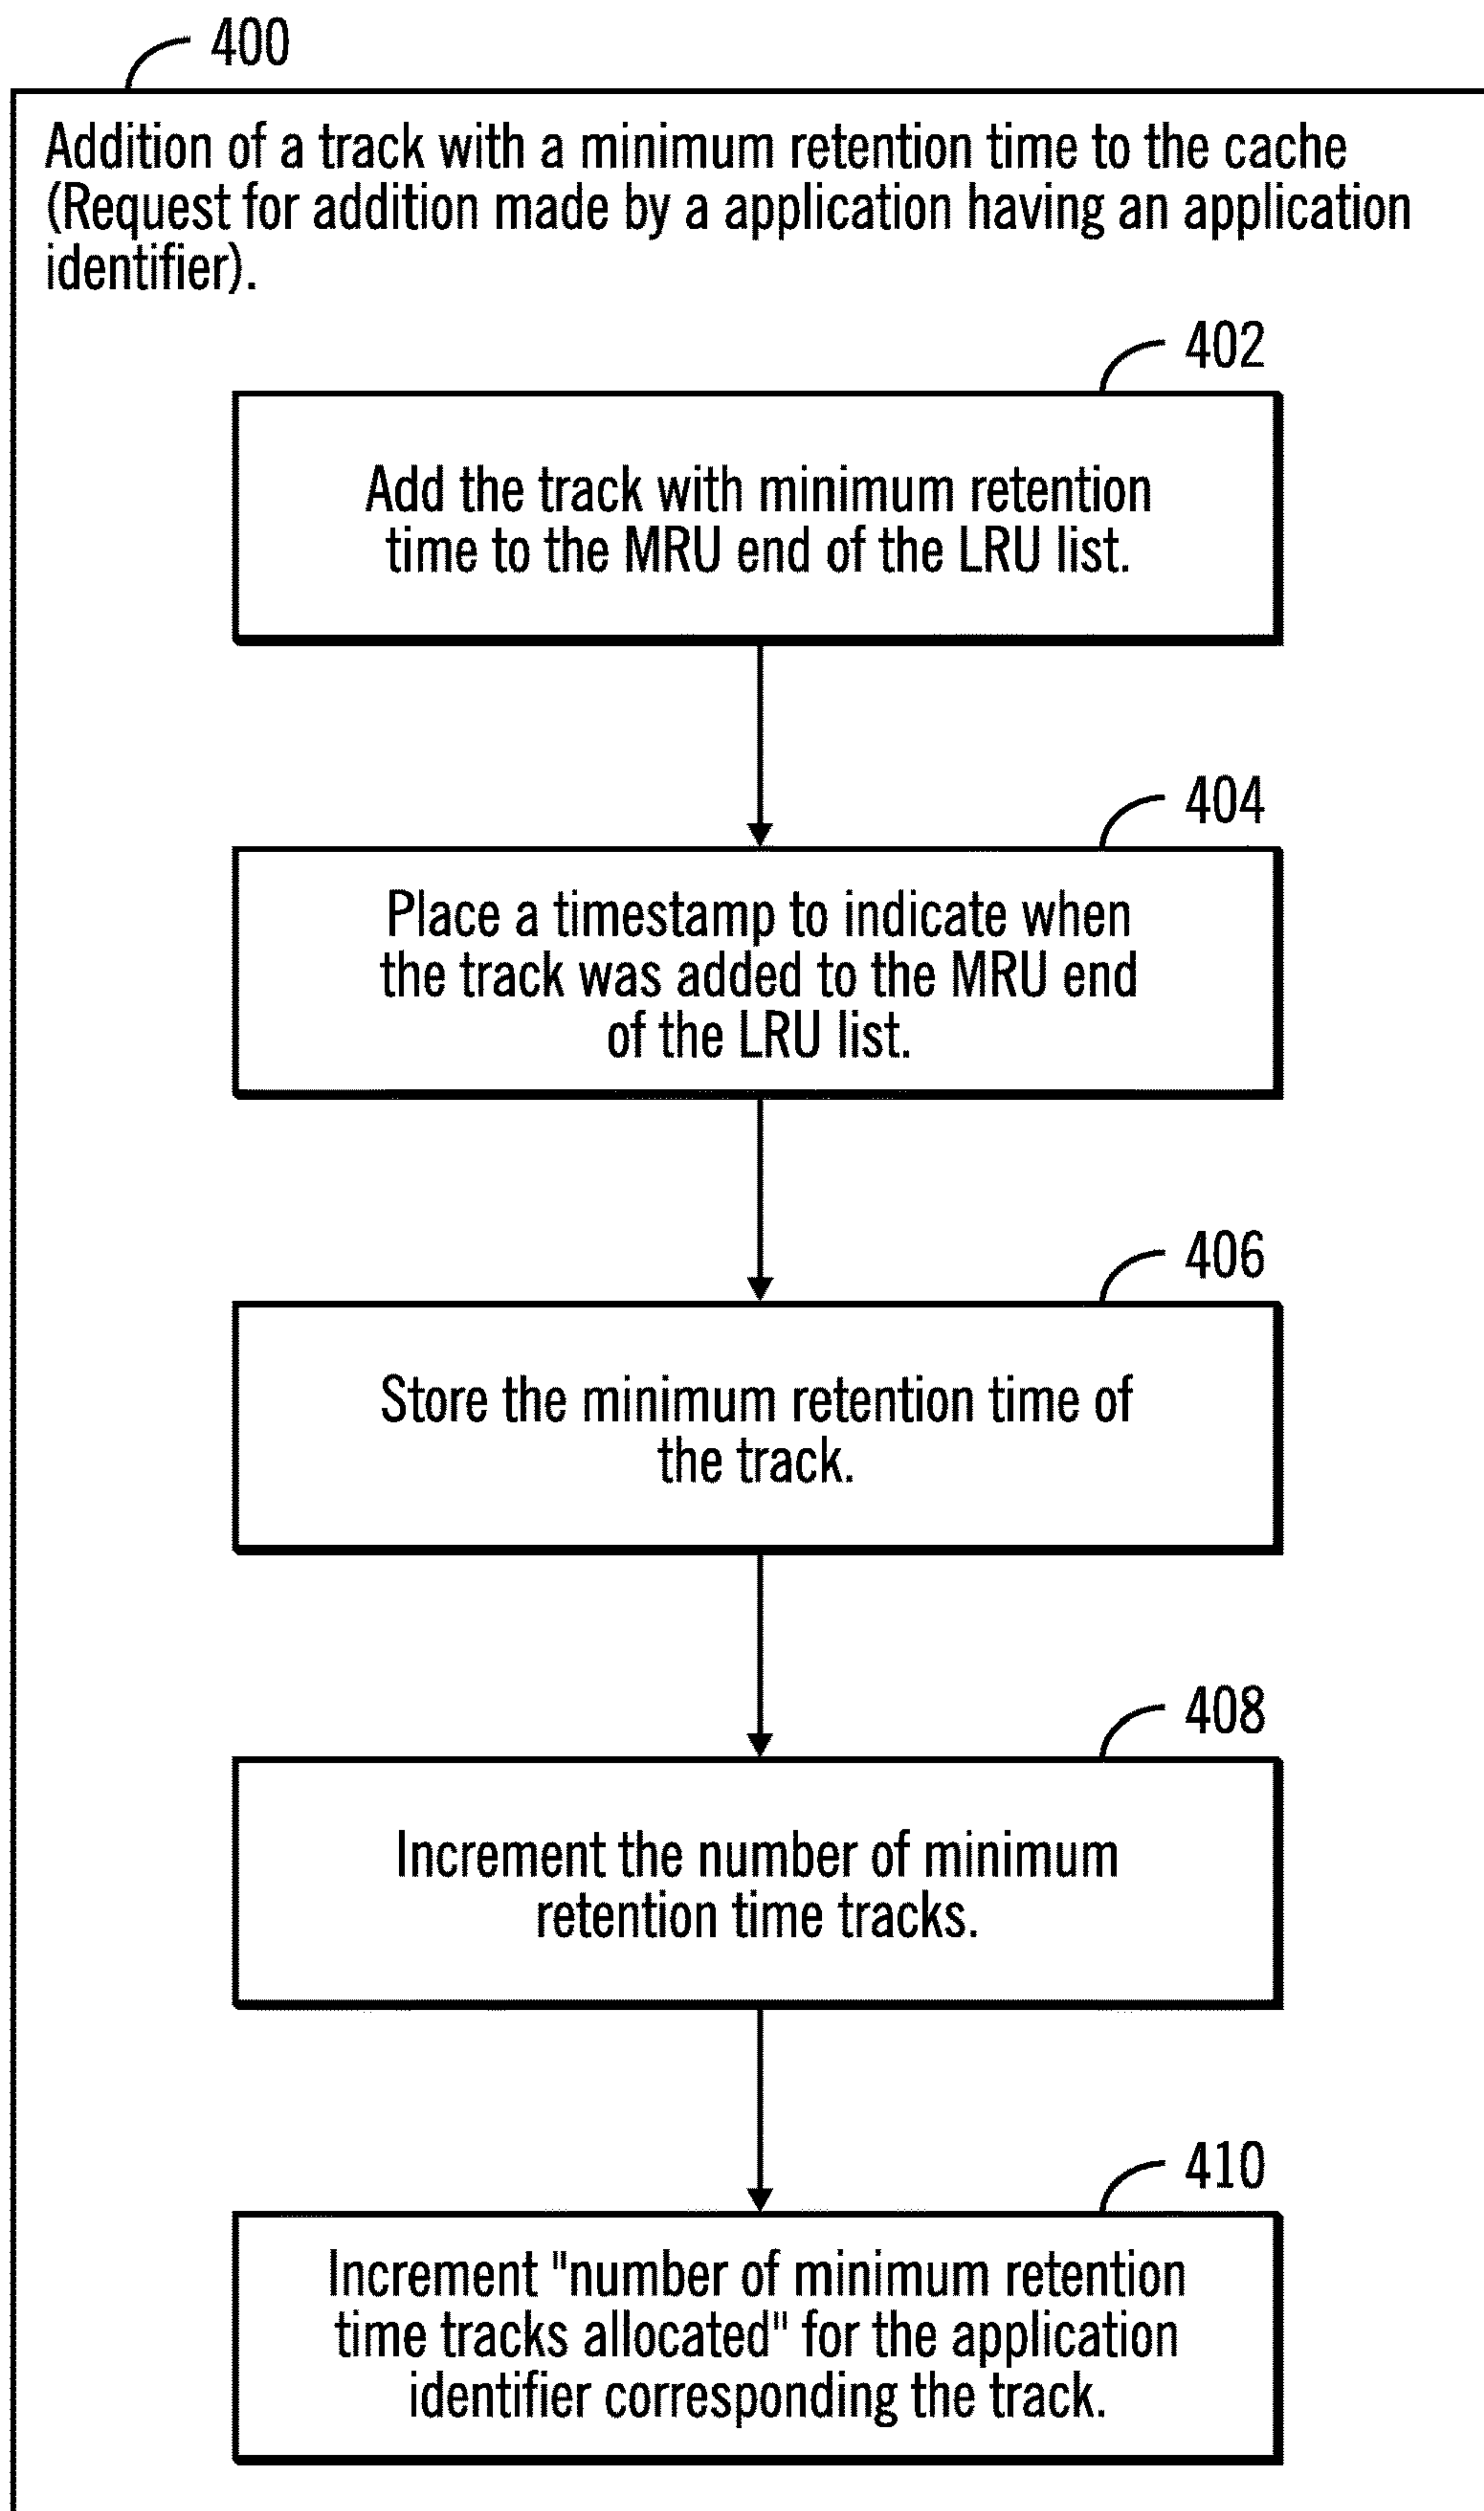 400
Addition of a track with a minimum retention time to the cache
(Request for addition made by a application having an application
identifier).
402
Add the track with minimum retention
time to the MRU end of the LRU list.
404
Place a timestamp to indicate when
the track was added to the MRU end
of the LRU list.
406
Store the minimum retention time of
the track.
408
Increment the number of minimum
retention time tracks.
410
Increment "number of minimum retention
time tracks allocated" for the application
identifier corresponding the track.